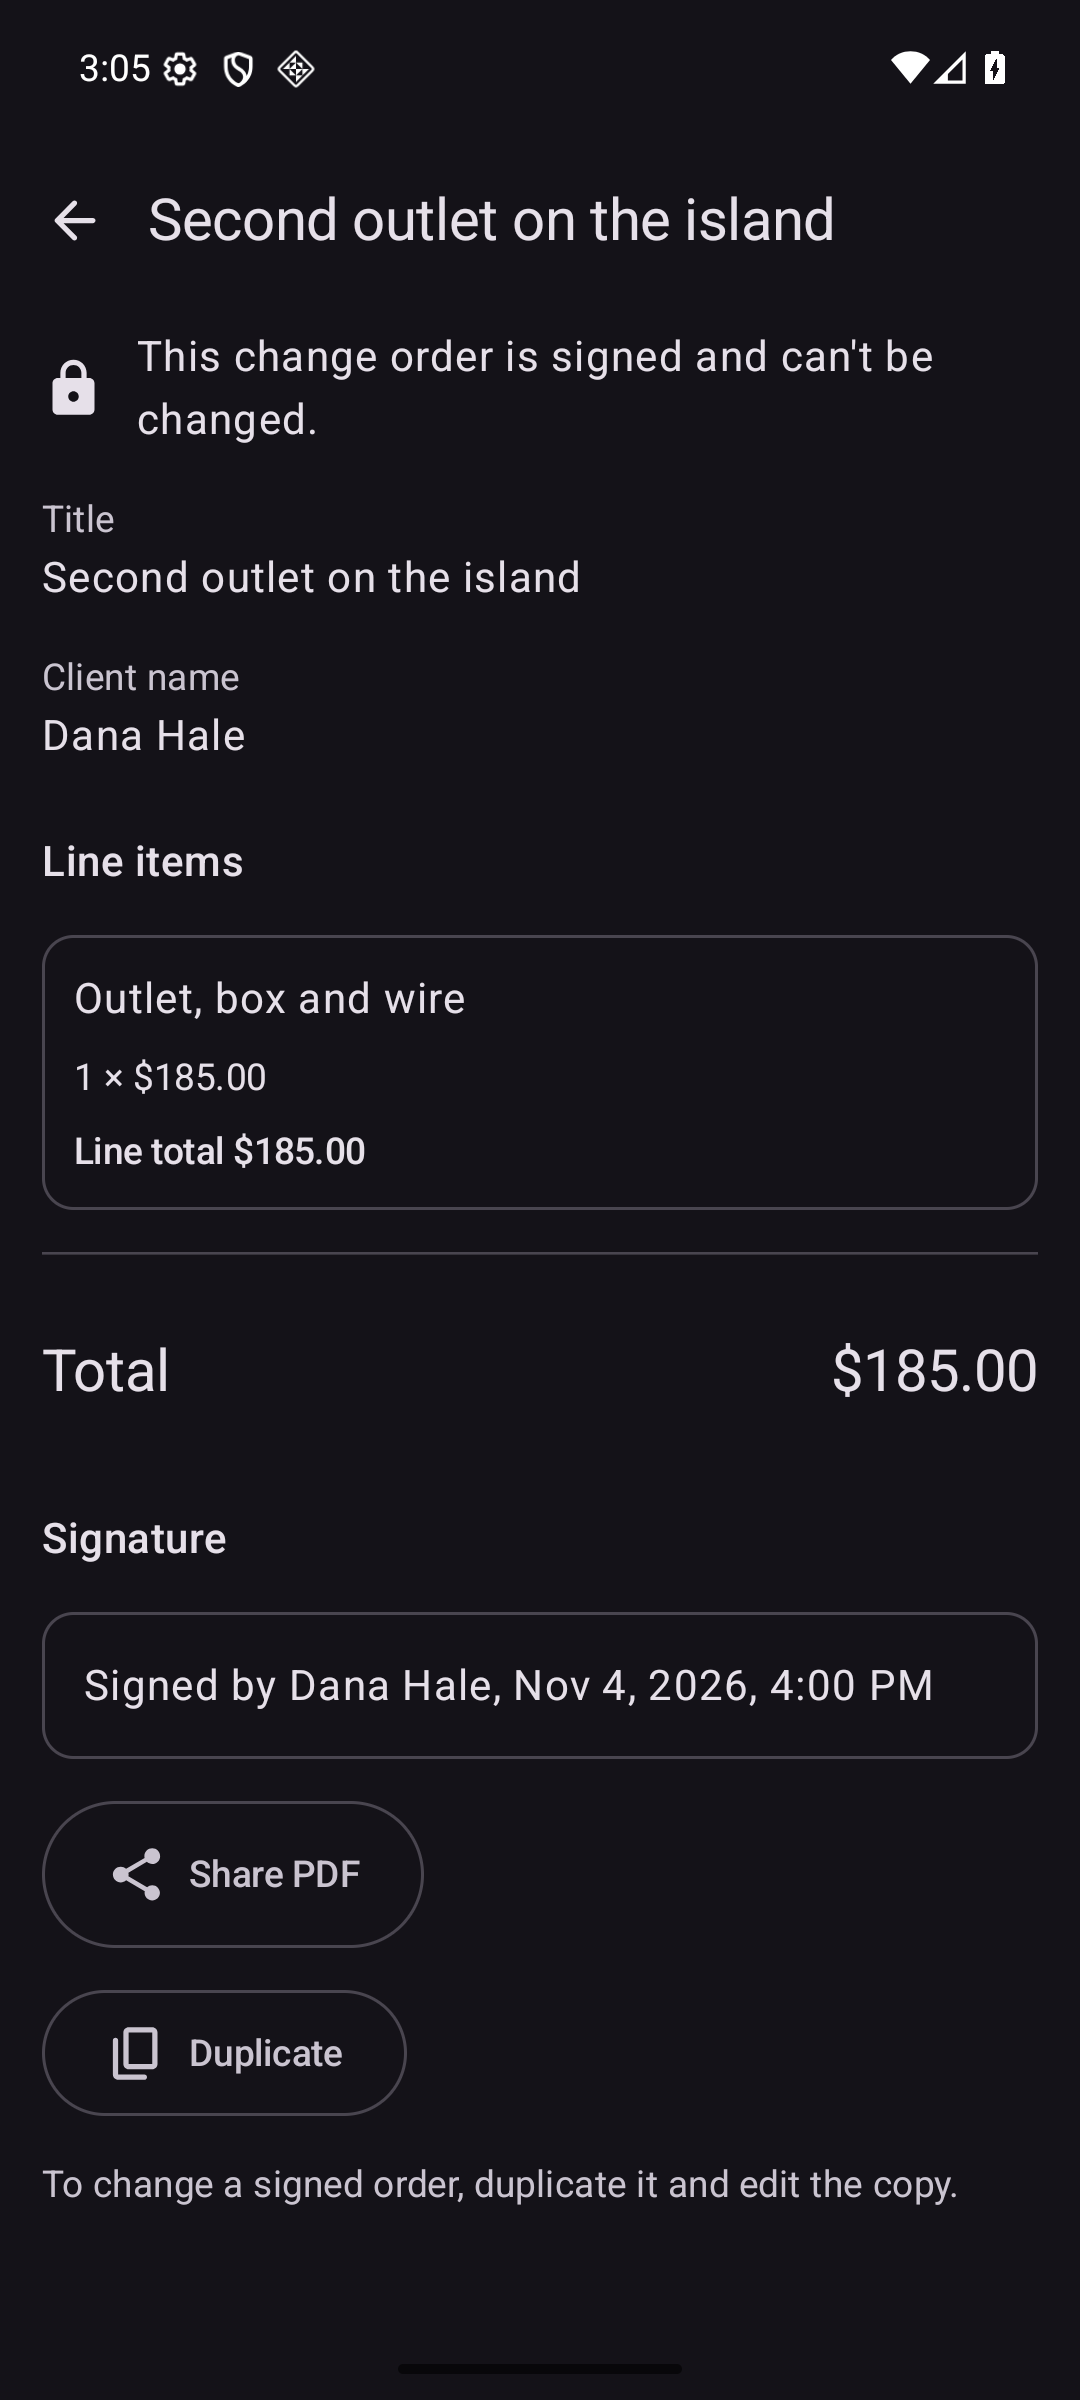 3:05
Second outlet on the island
This change order is signed and can't be
changed.
Title
Second outlet on the island
Client name
Dana Hale
Line items
Outlet, box and wire
1 × $185.00
Line total $185.00
Total $185.00
Signature
Signed by Dana Hale, Nov 4, 2026, 4:00 PM
Share PDF
Duplicate
To change a signed order, duplicate it and edit the copy.